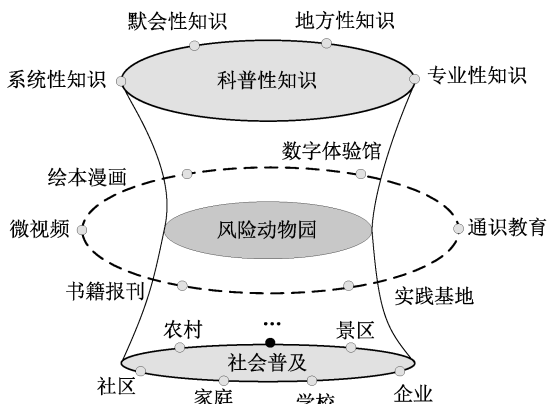 默会性知识
地方性知识
系统性知识
科普性知识
专业性知识
数字体验馆
绘本漫画
微视频
风险动物园
通识教育
书籍报刊
实践基地
...
农村
景区
社会普及
社区
家庭
学校
企业